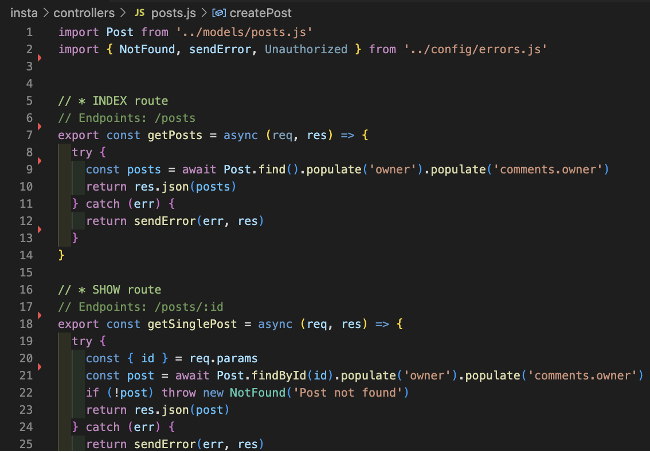 insta > controllers > JS posts.js > createPost
1 import Post from '../models/posts.js'
2 import { NotFound, sendError, Unauthorized } from '../config/errors.js'
3
4
5 // * INDEX route
6 // Endpoints: /posts
7 export const getPosts = async (req, res) => {
8 try {
9 const posts = await Post.find().populate('owner').populate('comments.owner')
10 return res.json(posts)
11 } catch (err) {
12 return sendError(err, res)
13 }
14 }
15
16 // * SHOW route
17 // Endpoints: /posts/:id
18 export const getSinglePost = async (req, res) => {
19 try {
20 const { id } = req.params
21 const post = await Post.findById(id).populate('owner').populate('comments.owner')
22 if (!post) throw new NotFound('Post not found')
23 return res.json(post)
24 } catch (err) {
25 return sendError(err, res)